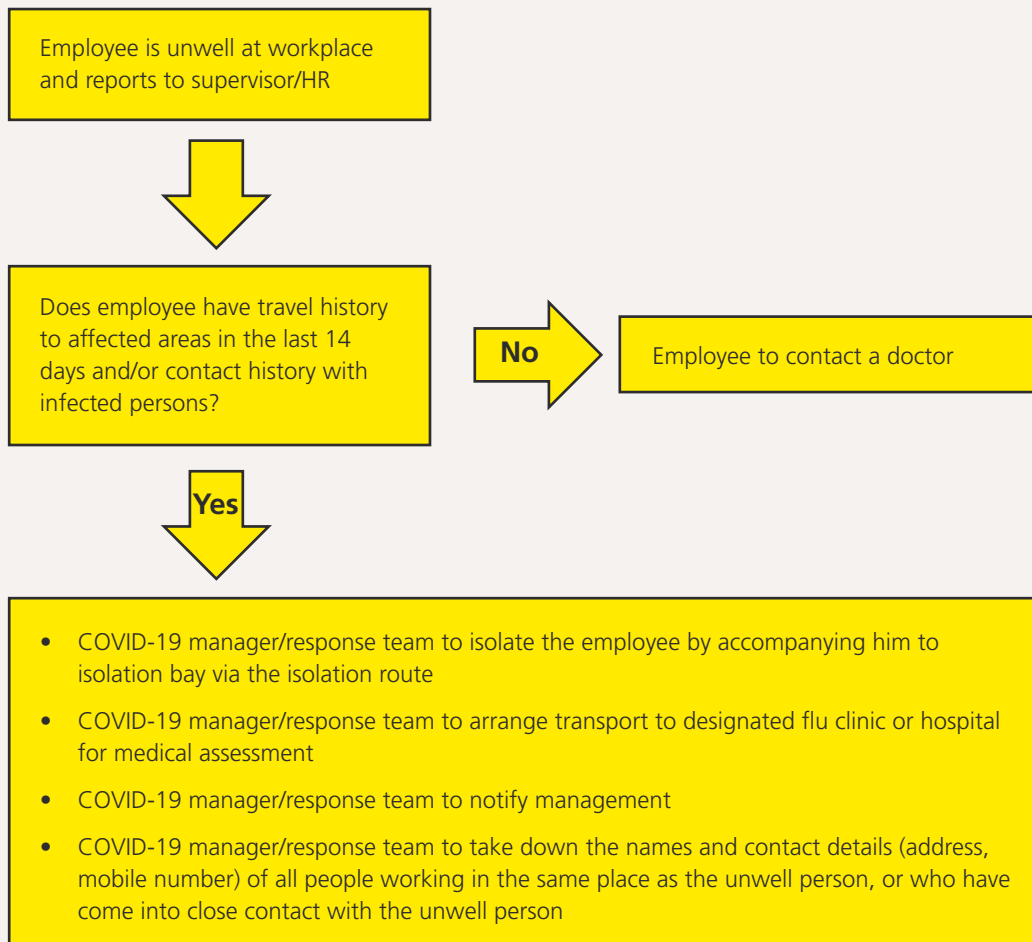 Employee is unwell at workplace
and reports to supervisor/HR
Does employee have travel history
to affected areas in the last 14
days and/or contact history with
infected persons?
No
Employee to contact a doctor
Yes
• COVID-19 manager/response team to isolate the employee by accompanying him to
isolation bay via the isolation route
• COVID-19 manager/response team to arrange transport to designated flu clinic or hospital
for medical assessment
• COVID-19 manager/response team to notify management
• COVID-19 manager/response team to take down the names and contact details (address,
mobile number) of all people working in the same place as the unwell person, or who have
come into close contact with the unwell person